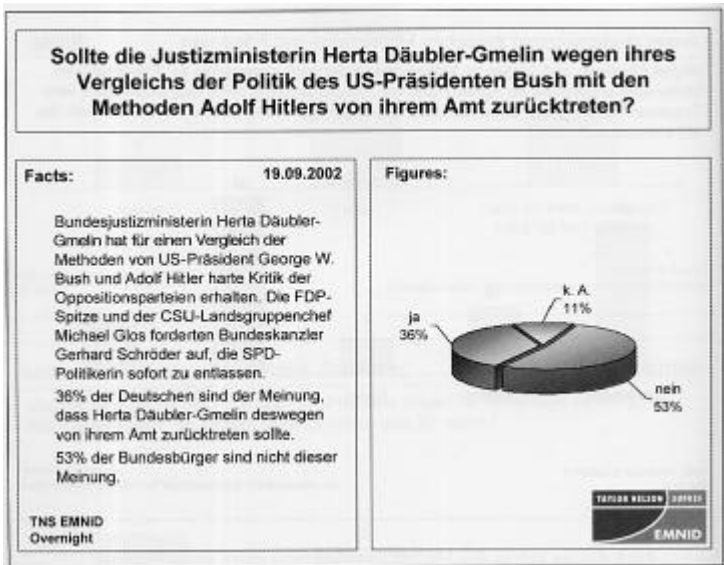 Sollte die Justizministerin Herta Däubler-Gmelin wegen ihres
Vergleichs der Politik des US-Präsidenten Bush mit den
Methoden Adolf Hitlers von ihrem Amt zurücktreten?
Facts: 19.09.2002
Bundesjustizministerin Herta Däubler-
Gmelin hat für einen Vergleich der
Methoden von US-Präsident George W.
Bush und Adolf Hitler harte Kritik der
Oppositionsparteien erhalten. Die FDP-
Spitze und der CSU-Landsgruppenchef
Michael Glos forderten Bundeskanzler
Gerhard Schröder auf, die SPD-
Politikerin sofort zu entlassen.
36% der Deutschen sind der Meinung,
dass Herta Däubler-Gmelin deswegen
von ihrem Amt zurücktreten sollte.
53% der Bundesbürger sind nicht dieser
Meinung.
TNS EMNID
Overnight
Figures:
k. A.
11%
ja
36%
nein
53%
TAYLOR NELSON SOFRES
EMNID